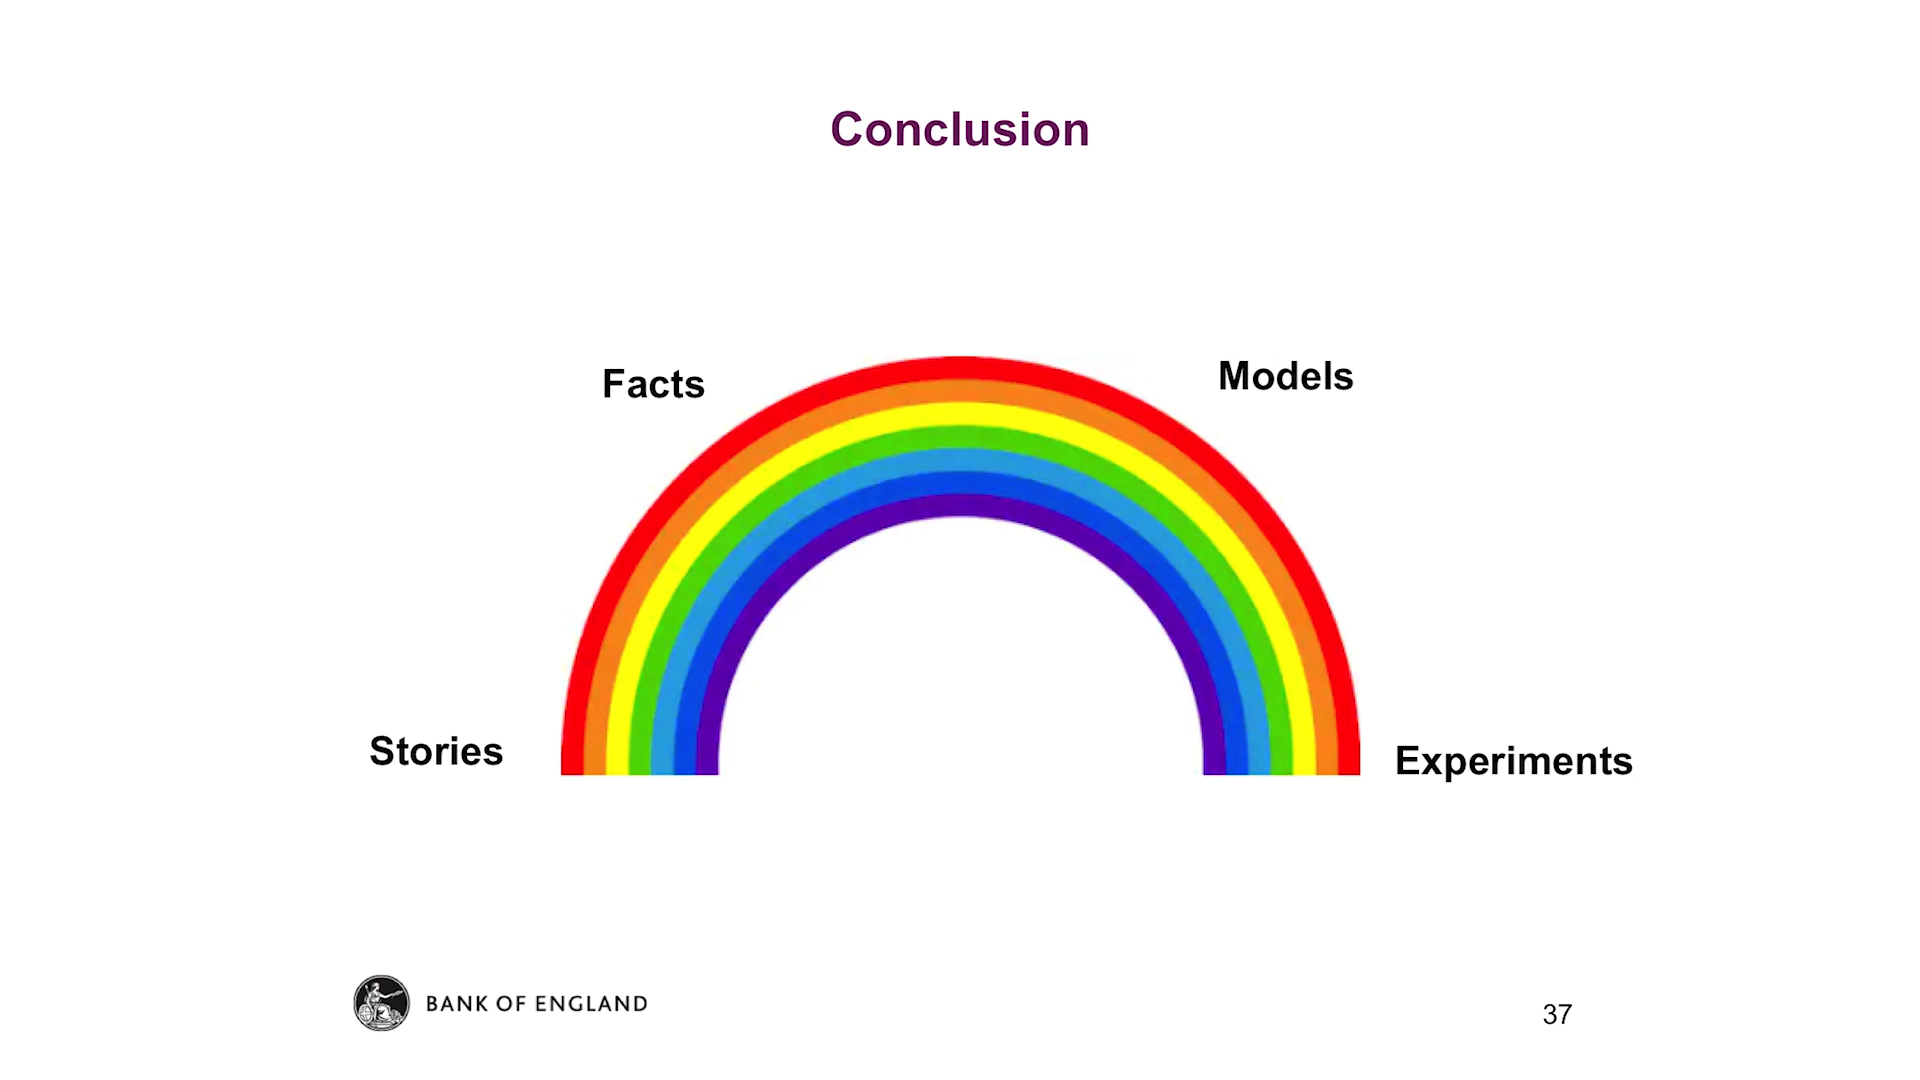 Conclusion
Facts
Models
Stories
Experiments
BANK OF ENGLAND
37